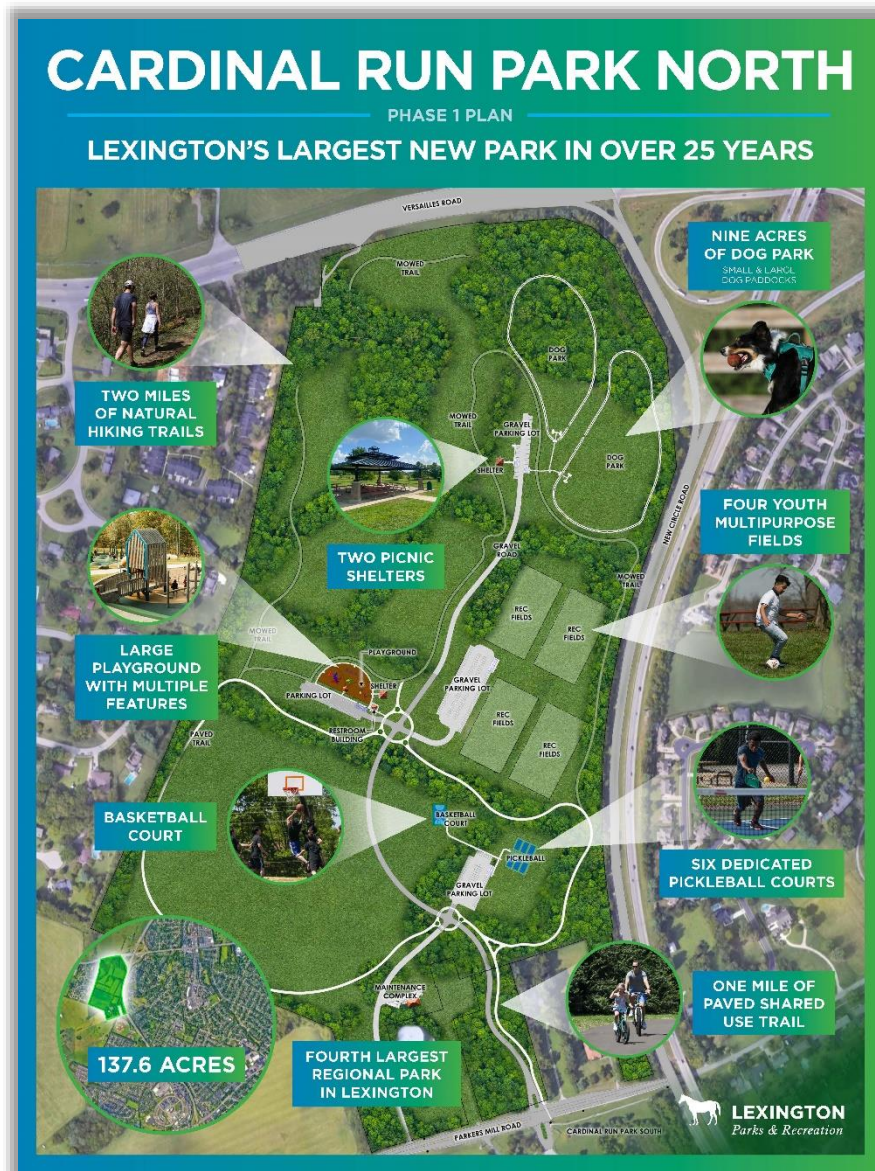 CARDINAL RUN PARK NORTH
PHASE 1 PLAN
LEXINGTON'S LARGEST NEW PARK IN OVER 25 YEARS
VERSAILLES ROAD
MOWED
TRAIL
NINE ACRES
OF DOG PARK
SMALL & LARGE
DOG PADDOCKS
TWO MILES
OF NATURAL
HIKING TRAILS
DOG
PARK
MOWED
TRAIL
GRAVEL
PARKING LOT
SHELTER
DOG
PARK
NEW CIRCLE ROAD
FOUR YOUTH
MULTIPURPOSE
FIELDS
TWO PICNIC
SHELTERS
GRAVEL
ROAD
MOWED
TRAIL
REC
FIELDS
REC
FIELDS
MOWED
TRAIL
LARGE
PLAYGROUND
WITH MULTIPLE
FEATURES
PLAYGROUND
SHELTER
PARKING LOT
GRAVEL
PARKING LOT
REC
FIELDS
REC
FIELDS
RESTROOM
BUILDING
PAVED
TRAIL
BASKETBALL
COURT
BASKETBALL
COURT
PICKLEBALL
SIX DEDICATED
PICKLEBALL COURTS
GRAVEL
PARKING LOT
MAINTENANCE
COMPLEX
ONE MILE OF
PAVED SHARED
USE TRAIL
137.6 ACRES
FOURTH LARGEST
REGIONAL PARK
IN LEXINGTON
PARKERS MILL ROAD
CARDINAL RUN PARK SOUTH
LEXINGTON
Parks & Recreation